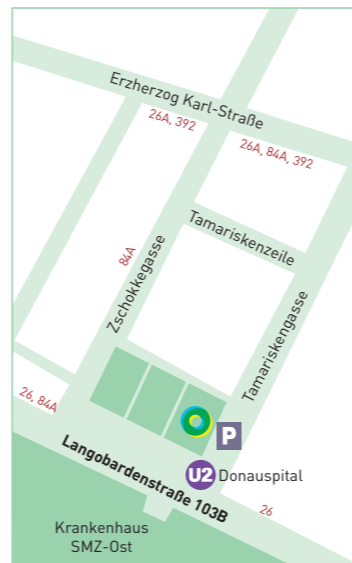 Erzherzog Karl-Straße
26A, 392
26A, 84A, 392
Tamariskenzeile
84A
Zschokkegasse
Tamariskengasse
26, 84A
P
Langobardenstraße 103B
U2 Donauspital
26
Krankenhaus
SMZ-Ost